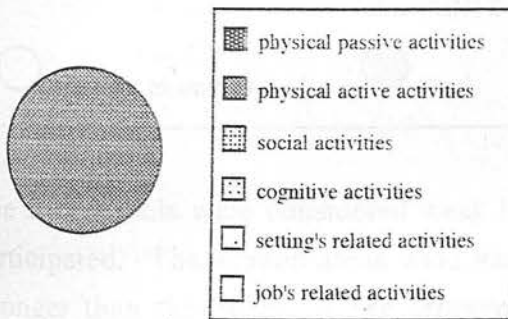 physical passive activities
physical active activities
social activities
cognitive activities
setting's related activities
job's related activities